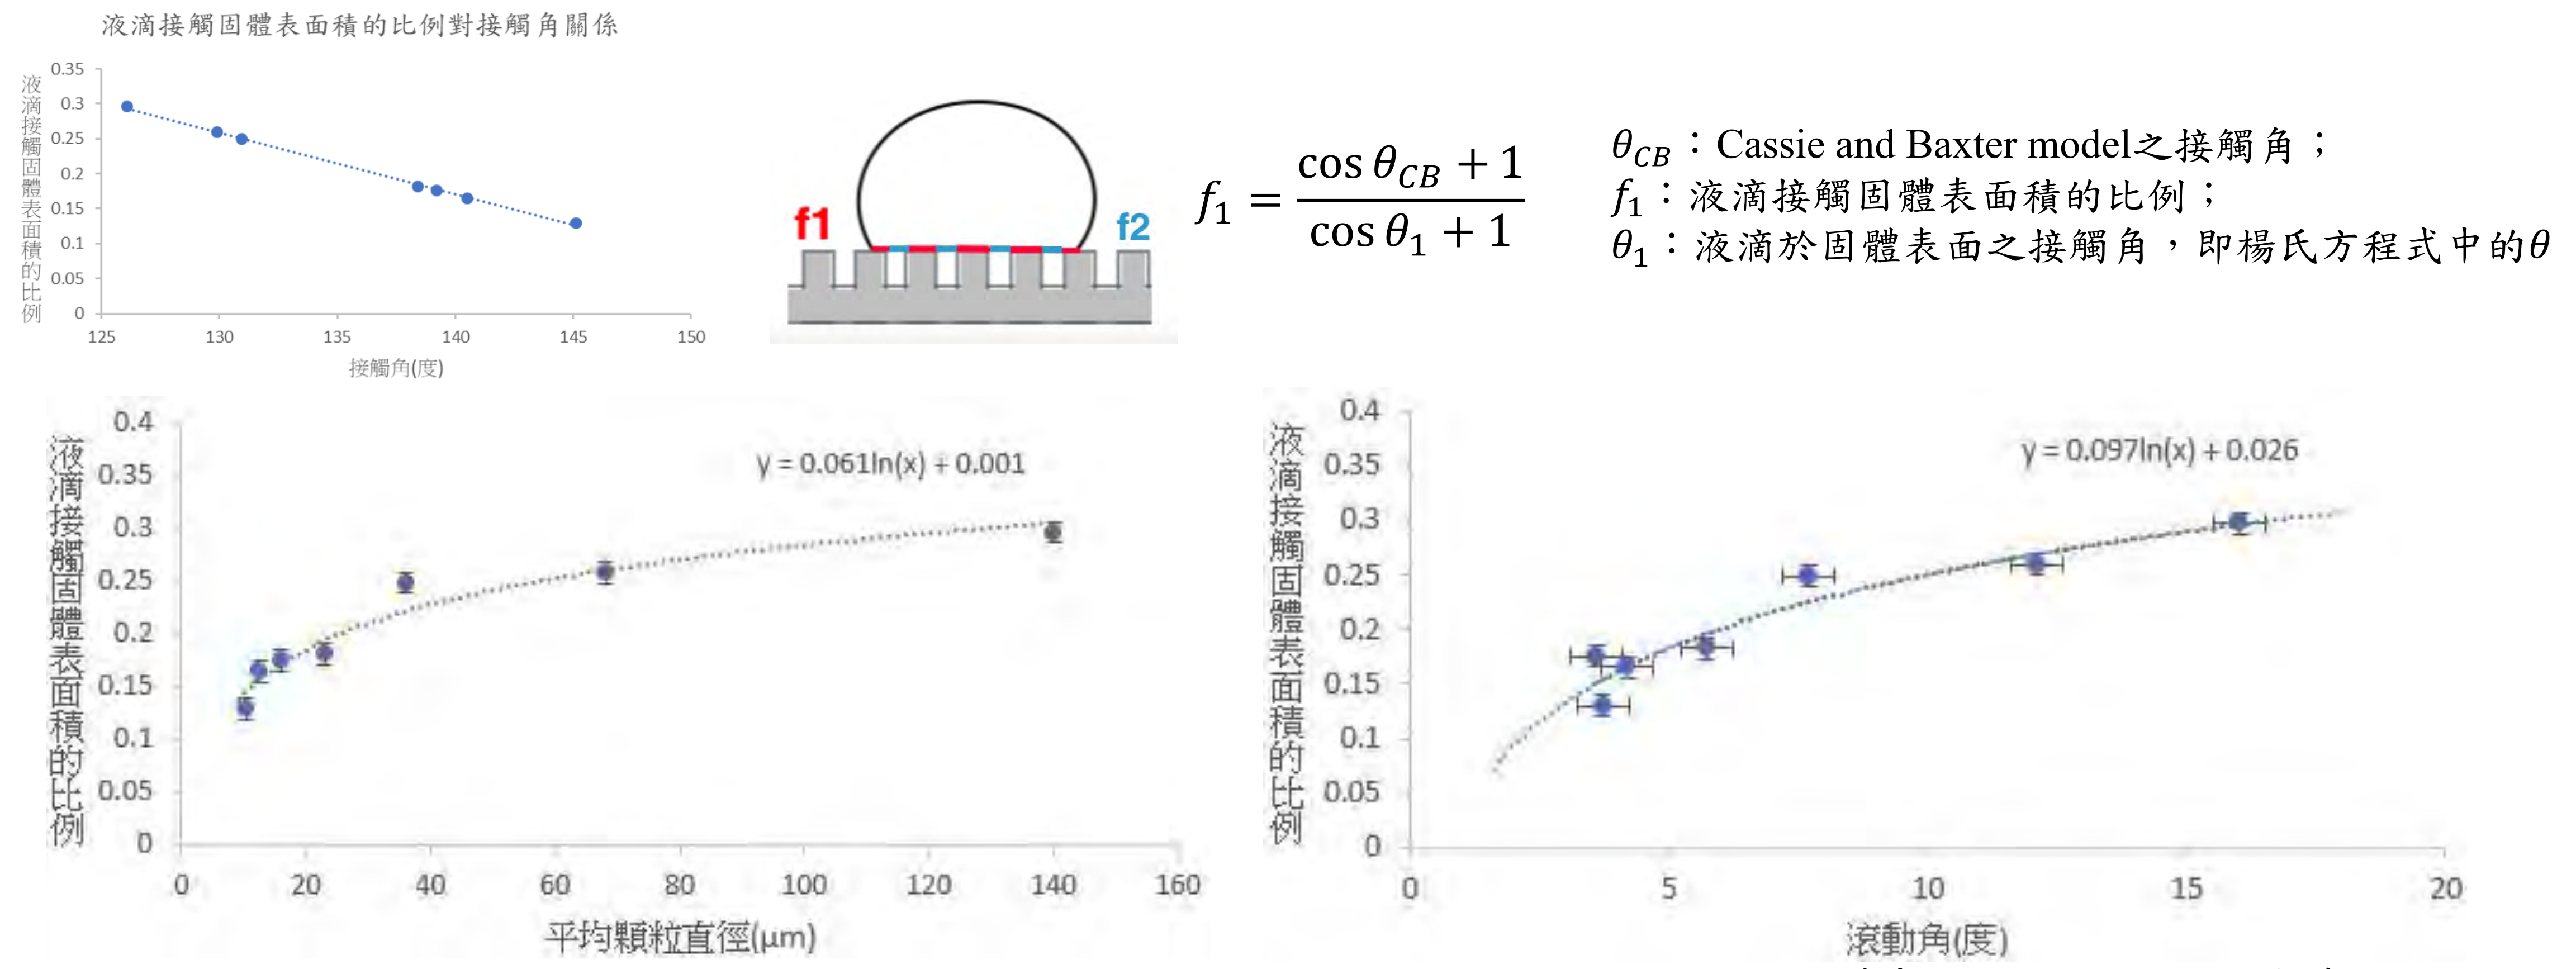 液滴接觸固體表面積的比例對接觸角關係
液滴接觸固體表面積的比例
0.35
0.3
0.25
0.2
0.15
0.1
0.05
0
125 130 135 140 145 150
接觸角(度)
f1 f2
f₁ = (cos θ_CB + 1) / (cos θ₁ + 1)
θ_CB：Cassie and Baxter model之接觸角；
f₁：液滴接觸固體表面積的比例；
θ₁：液滴於固體表面之接觸角，即楊氏方程式中的θ
液滴接觸固體表面積的比例
0.4
0.35
0.3
0.25
0.2
0.15
0.1
0.05
0
y = 0.061ln(x) + 0.001
0 20 40 60 80 100 120 140 160
平均顆粒直徑(μm)
液滴接觸固體表面積的比例
0.4
0.35
0.3
0.25
0.2
0.15
0.1
0.05
0
y = 0.097ln(x) + 0.026
0 5 10 15 20
滾動角(度)